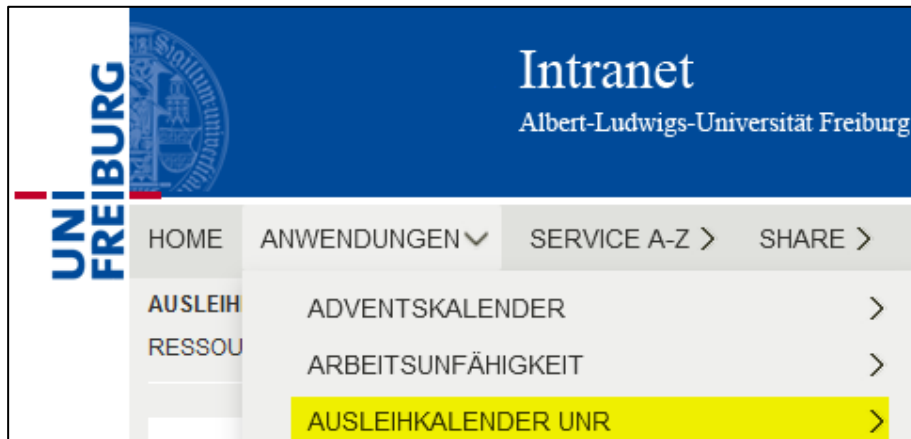 UNI
FREIBURG
Intranet
Albert-Ludwigs-Universität Freiburg
HOME ANWENDUNGEN SERVICE A-Z SHARE
AUSLEIH
RESSOU
ADVENTSKALENDER
ARBEITSUNFÄHIGKEIT
AUSLEIHKALENDER UNR